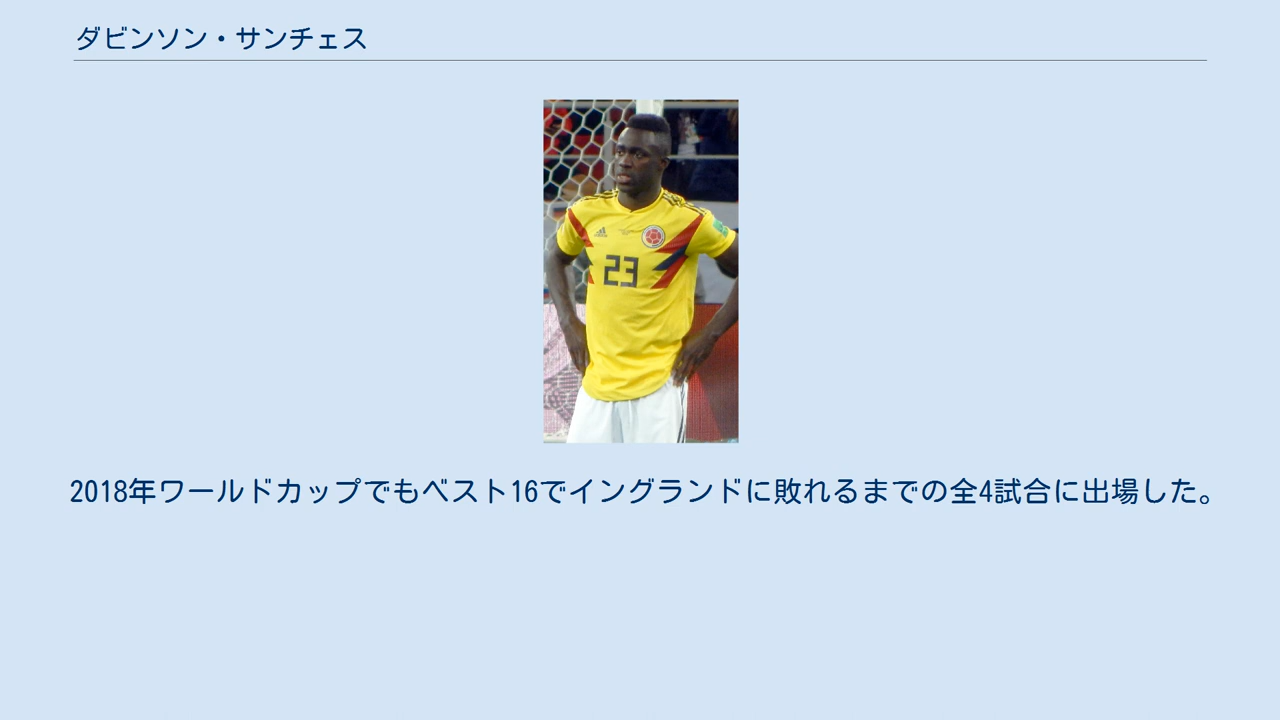 ダビンソン・サンチェス
23
2018年ワールドカップでもベスト16でイングランドに敗れるまでの全4試合に出場した。